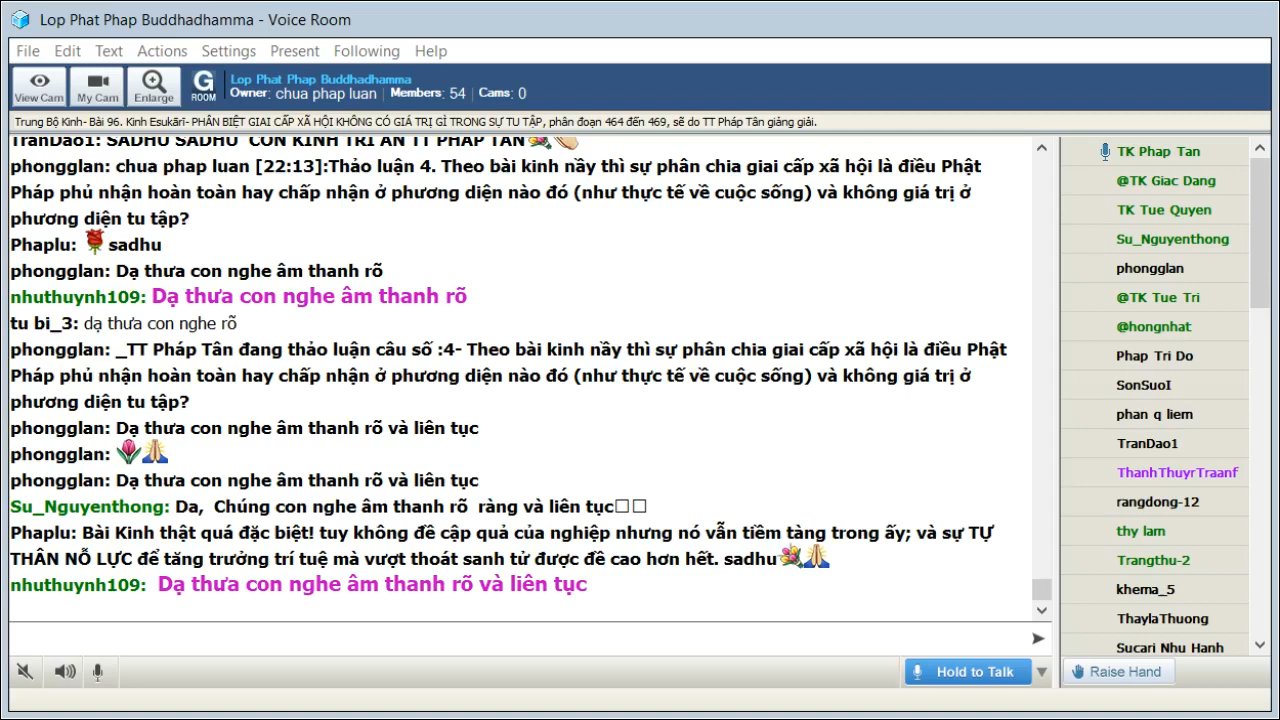 Lop Phat Phap Buddhadhamma - Voice Room
File Edit Text Actions Settings Present Following Help
View Cam My Cam Enlarge G ROOM
Lop Phat Phap Buddhadhamma
Owner: chua phap luan Members: 54 Cams: 0
Trung Bộ Kinh- Bài 96. Kinh Esukāri- PHÂN BIỆT GIAI CẤP XÃ HỘI KHÔNG CÓ GIÁ TRỊ GÌ TRONG SỰ TU TẬP, phân đoạn 464 đến 469, sẽ do TT Pháp Tân giảng giải.
TranDao1: SADHU SADHU CON KINH TRI AN TT PHAP TAN
phongglan: chua phap luan [22:13]:Thảo luận 4. Theo bài kinh nầy thì sự phân chia giai cấp xã hội là điều Phật
Pháp phủ nhận hoàn toàn hay chấp nhận ở phương diện nào đó (như thực tế về cuộc sống) và không giá trị ở
phương diện tu tập?
Phaplu: sadhu
phongglan: Dạ thưa con nghe âm thanh rõ
nhuthuynh109: Dạ thưa con nghe âm thanh rõ
tu bi_3: dạ thưa con nghe rõ
phongglan: _TT Pháp Tân đang thảo luận câu số :4- Theo bài kinh nầy thì sự phân chia giai cấp xã hội là điều Phật
Pháp phủ nhận hoàn toàn hay chấp nhận ở phương diện nào đó (như thực tế về cuộc sống) và không giá trị ở
phương diện tu tập?
phongglan: Dạ thưa con nghe âm thanh rõ và liên tục
phongglan:
phongglan: Dạ thưa con nghe âm thanh rõ và liên tục
Su_Nguyenthong: Da, Chúng con nghe âm thanh rõ ràng và liên tục□□
Phaplu: Bài Kinh thật quá đặc biệt! tuy không đề cập quả của nghiệp nhưng nó vẫn tiềm tàng trong ấy; và sự TỰ
THÂN NỖ LỰC để tăng trưởng trí tuệ mà vượt thoát sanh tử được đề cao hơn hết. sadhu
nhuthuynh109: Dạ thưa con nghe âm thanh rõ và liên tục
Hold to Talk
TK Phap Tan
@TK Giac Dang
TK Tue Quyen
Su_Nguyenthong
phongglan
@TK Tue Tri
@hongnhat
Phap Tri Do
SonSuoI
phan q liem
TranDao1
ThanhThuyrTraanf
rangdong-12
thy lam
Trangthu-2
khema_5
ThaylaThuong
Sucari Nhu Hanh
Raise Hand